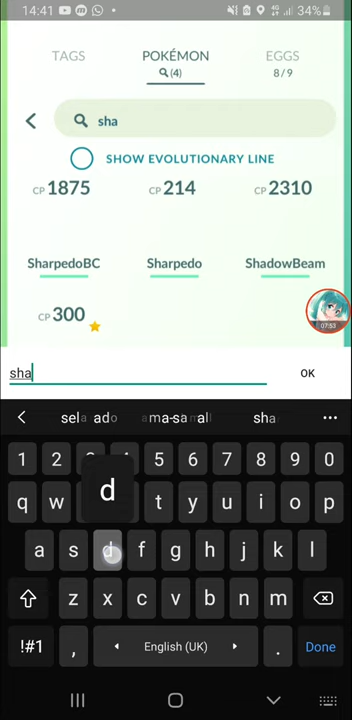 14:41
34%
TAGS
POKÉMON
EGGS
(4)
8/9
sha
SHOW EVOLUTIONARY LINE
CP 1875
CP 214
CP 2310
SharpedoBC
Sharpedo
ShadowBeam
CP 300
07:53
sha
OK
sha
1 2 5 6 7 8 9 0
d
q w t y u i o p
a s d f g h j k l
z x c v b n m
!#1 , English (UK) . Done